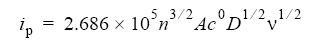 i_p = 2.686 × 10^5 n^{3/2} A c^0 D^{1/2} ν^{1/2}